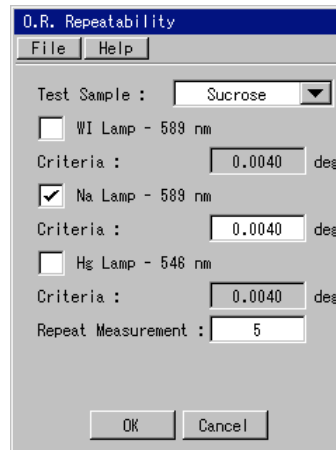 O.R. Repeatability
File Help
Test Sample : Sucrose
WI Lamp - 589 nm
Criteria : 0.0040 deg
Na Lamp - 589 nm
Criteria : 0.0040 deg
Hg Lamp - 546 nm
Criteria : 0.0040 deg
Repeat Measurement : 5
OK Cancel